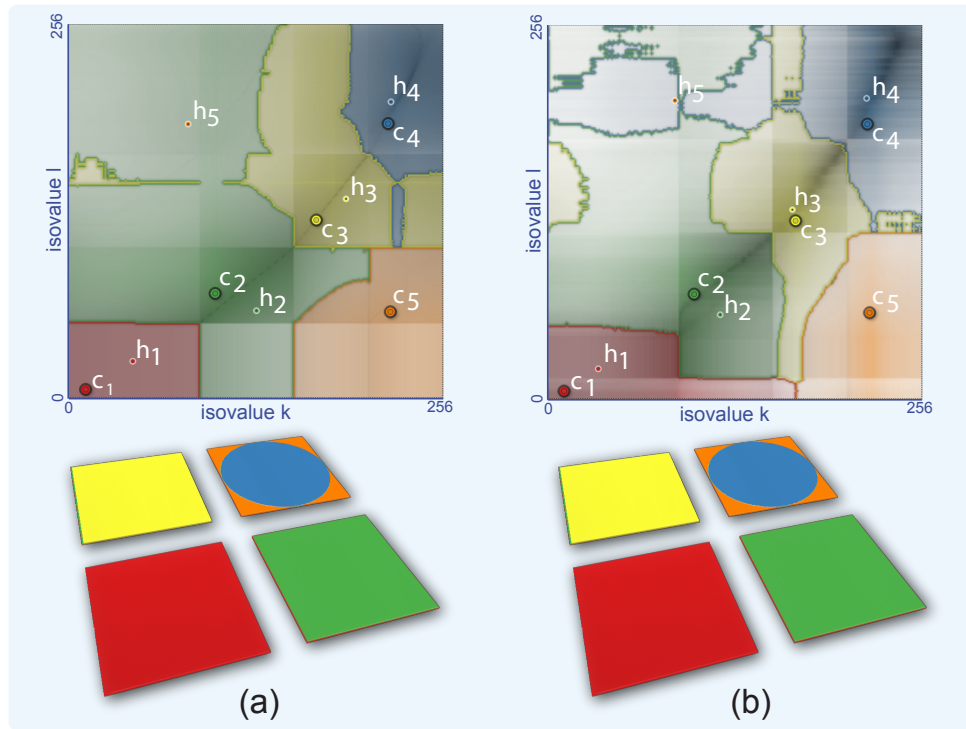 256
isovalue l
0
h5
h4
c4
h3
c3
c2
h2
c5
h1
c1
0
isovalue k
256
256
isovalue l
0
h5
h4
c4
h3
c3
c2
h2
c5
h1
c1
0
isovalue k
256
(a)
(b)